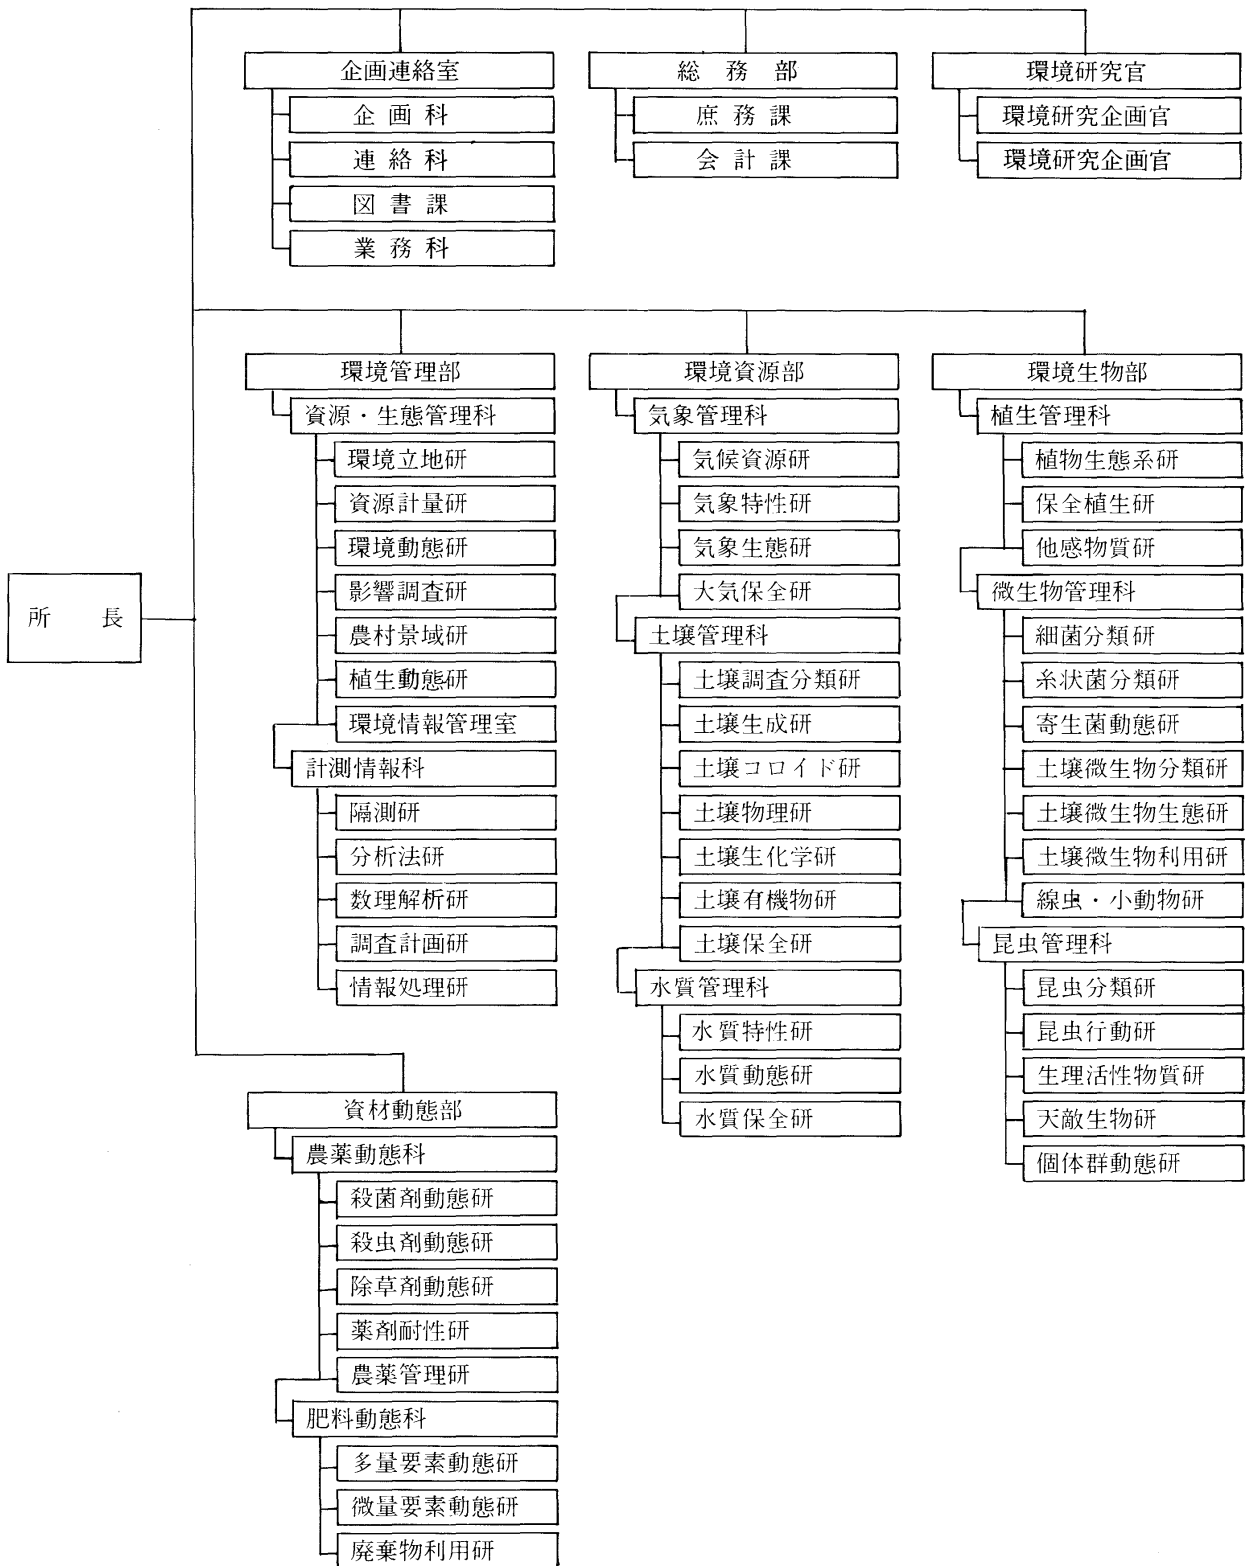 所長
企画連絡室
企画科
連絡科
図書課
業務科
総務部
庶務課
会計課
環境研究官
環境研究企画官
環境研究企画官
環境管理部
資源・生態管理科
環境立地研
資源計量研
環境動態研
影響調査研
農村景域研
植生動態研
環境情報管理室
計測情報科
隔測研
分析法研
数理解析研
調査計画研
情報処理研
環境資源部
気象管理科
気候資源研
気象特性研
気象生態研
大気保全研
土壌管理科
土壌調査分類研
土壌生成研
土壌コロイド研
土壌物理研
土壌生化学研
土壌有機物研
土壌保全研
水質管理科
水質特性研
水質動態研
水質保全研
環境生物部
植生管理科
植物生態系研
保全植生研
他感物質研
微生物管理科
細菌分類研
糸状菌分類研
寄生菌動態研
土壌微生物分類研
土壌微生物生態研
土壌微生物利用研
線虫・小動物研
昆虫管理科
昆虫分類研
昆虫行動研
生理活性物質研
天敵生物研
個体群動態研
資材動態部
農薬動態科
殺菌剤動態研
殺虫剤動態研
除草剤動態研
薬剤耐性研
農薬管理研
肥料動態科
多量要素動態研
微量要素動態研
廃棄物利用研